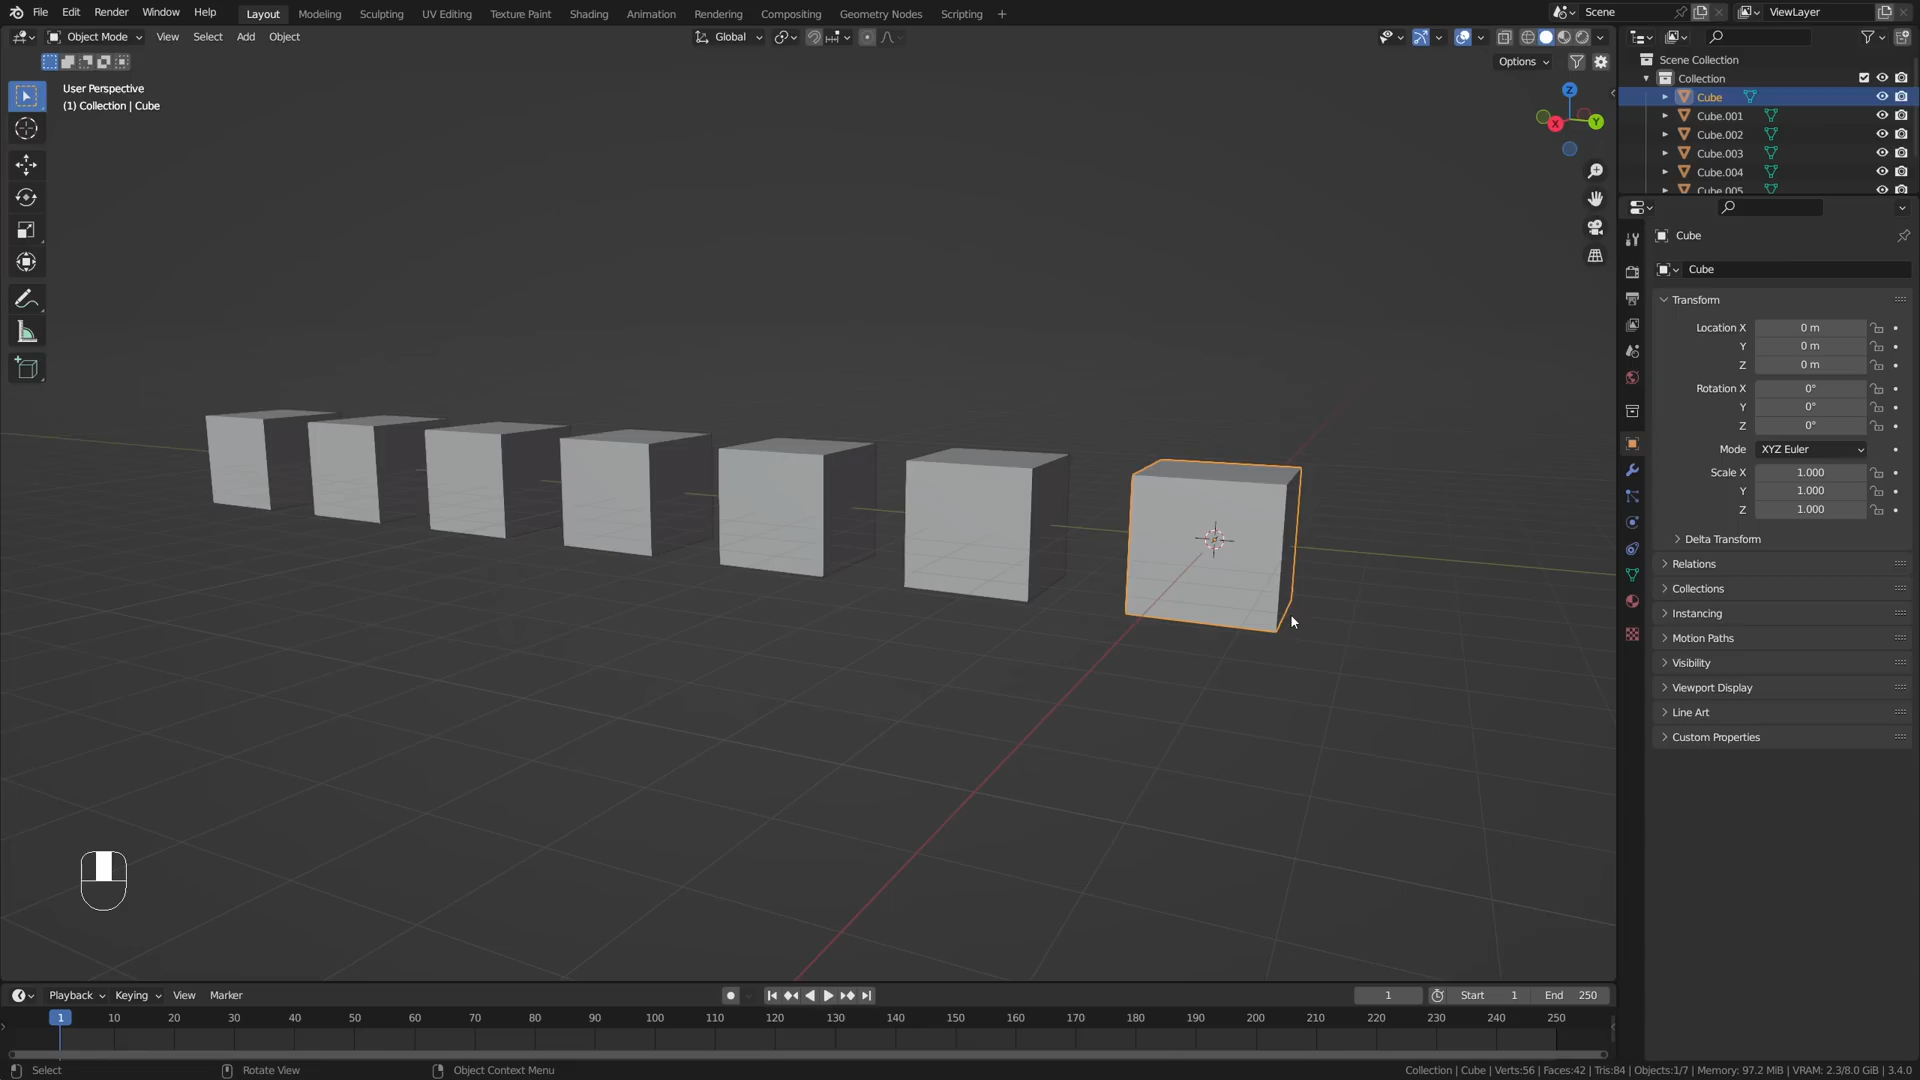 File Edit Render Window Help Layout Modeling Sculpting UV Editing Texture Paint Shading Animation Rendering Compositing Geometry Nodes Scripting + Scene ViewLayer
Object Mode View Select Add Object Global
Options
User Perspective
(1) Collection | Cube
Z
X
Y
Scene Collection
Collection
Cube
Cube.001
Cube.002
Cube.003
Cube.004
Cube.005
Cube
Cube
Transform
Location X 0 m
Y 0 m
Z 0 m
Rotation X 0°
Y 0°
Z 0°
Mode XYZ Euler
Scale X 1.000
Y 1.000
Z 1.000
Delta Transform
Relations
Collections
Instancing
Motion Paths
Visibility
Viewport Display
Line Art
Custom Properties
Playback Keying View Marker 1 Start 1 End 250
1 10 20 30 40 50 60 70 80 90 100 110 120 130 140 150 160 170 180 190 200 210 220 230 240 250
Select Rotate View Object Context Menu Collection | Cube | Verts:56 | Faces:42 | Tris:84 | Objects:1/7 | Memory: 97.2 MiB | VRAM: 2.3/8.0 GiB | 3.4.0